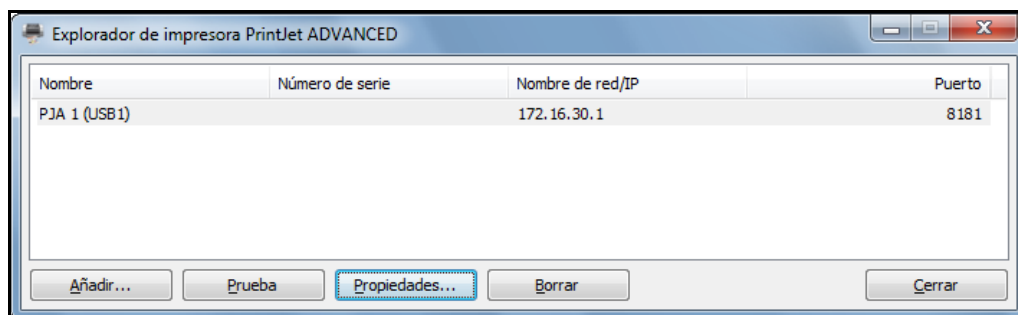 Explorador de impresora PrintJet ADVANCED
Nombre Número de serie Nombre de red/IP Puerto
PJA 1 (USB1) 172.16.30.1 8181
Añadir... Prueba Propiedades... Borrar Cerrar